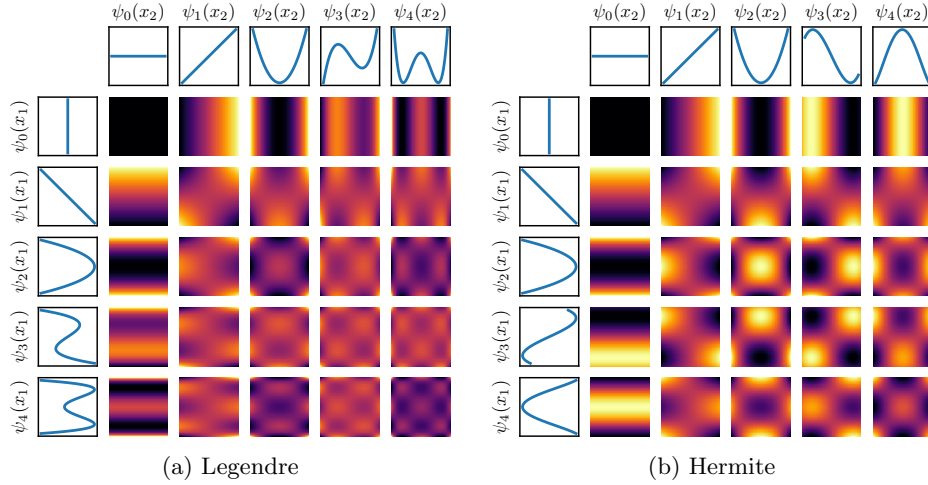 ψ₀(x₂) ψ₁(x₂) ψ₂(x₂) ψ₃(x₂) ψ₄(x₂)
ψ₀(x₁)
ψ₁(x₁)
ψ₂(x₁)
ψ₃(x₁)
ψ₄(x₁)
(a) Legendre
ψ₀(x₂) ψ₁(x₂) ψ₂(x₂) ψ₃(x₂) ψ₄(x₂)
ψ₀(x₁)
ψ₁(x₁)
ψ₂(x₁)
ψ₃(x₁)
ψ₄(x₁)
(b) Hermite